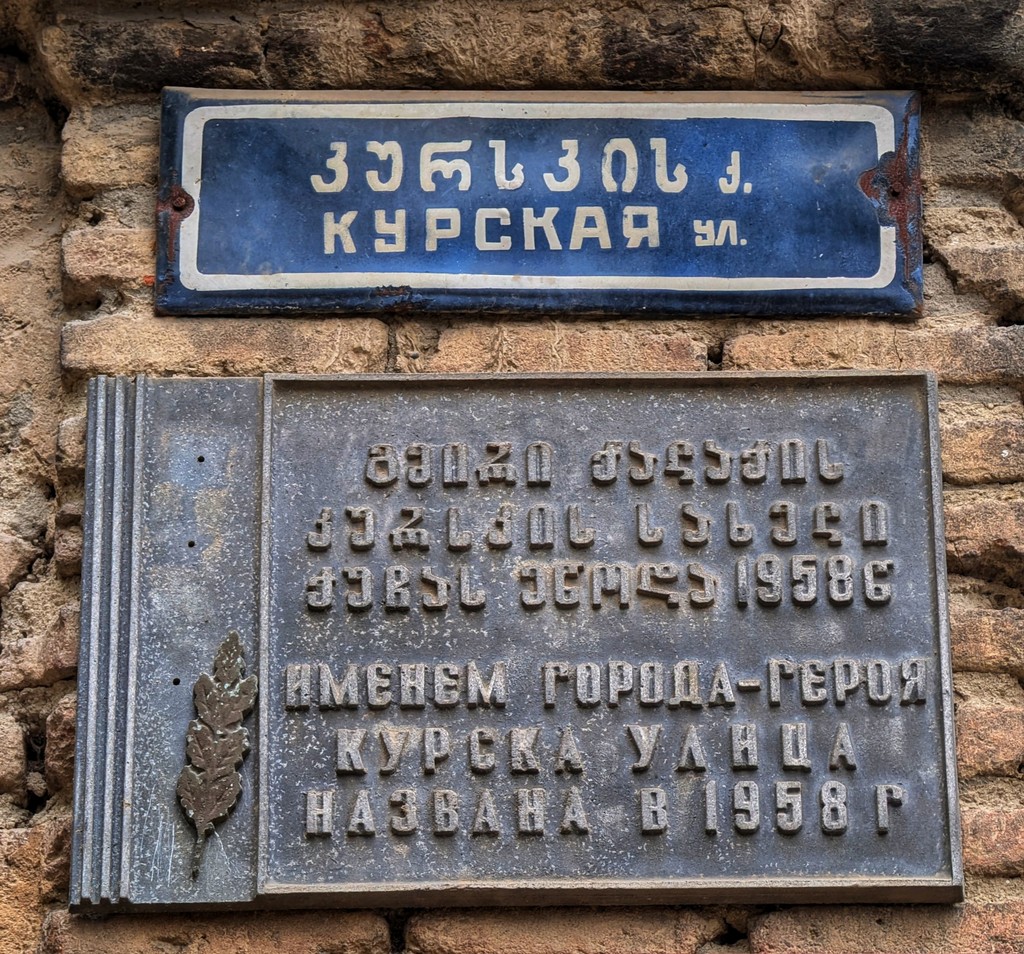 კურსკის ქ.
КУРСКАЯ ул.
გმირი ქალაქის
კურსკის სახელი
ქუჩას ეწოდა 1958წ
ИМЕНЕМ ГОРОДА-ГЕРОЯ
КУРСКА УЛИЦА
НАЗВАНА В 1958 Г